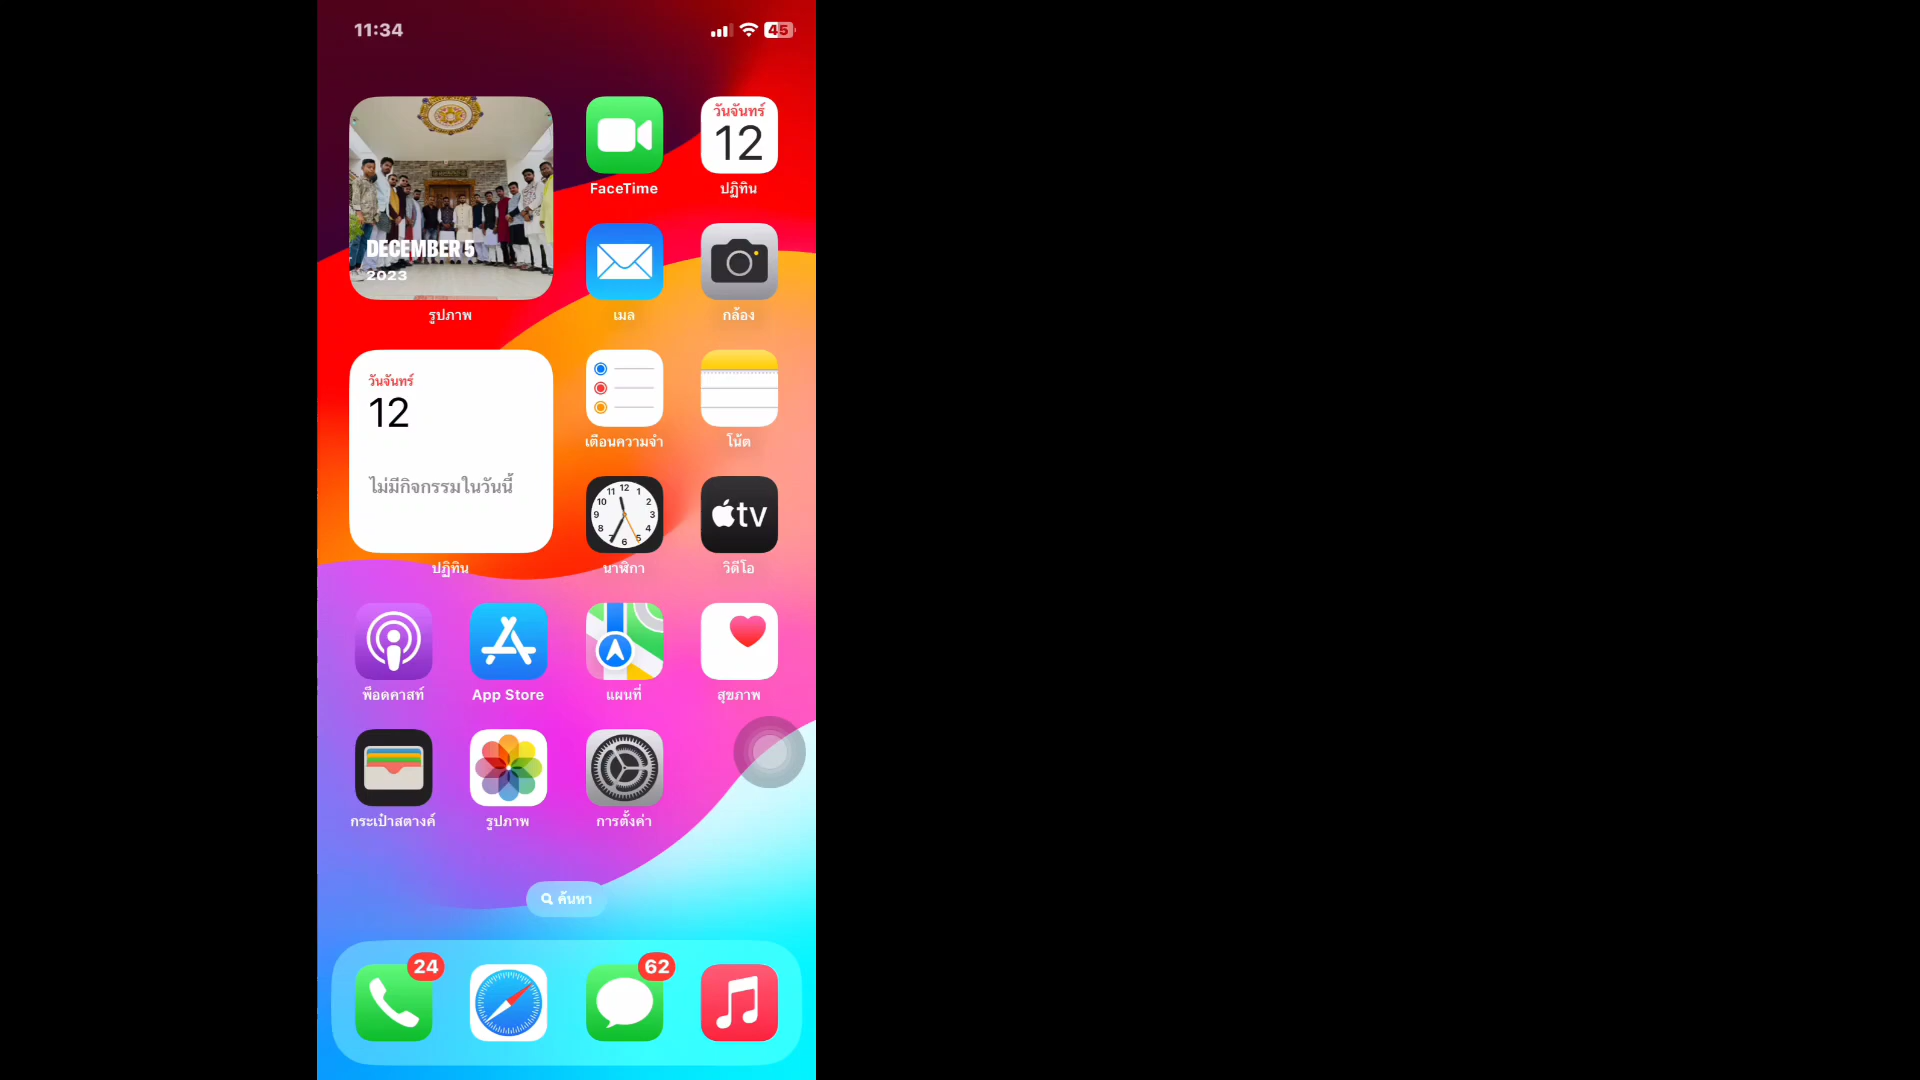 11:34
45
วันจันทร์
12
FaceTime
ปฏิทิน
DECEMBER 5
2023
รูปภาพ
เมล
กล้อง
วันจันทร์
12
ไม่มีกิจกรรมในวันนี้
ปฏิทิน
เตือนความจำ
โน้ต
12
1
2
3
4
5
6
7
8
9
10
11
tv
นาฬิกา
วิดีโอ
พ็อดคาสท์
App Store
แผนที่
สุขภาพ
กระเป๋าสตางค์
รูปภาพ
การตั้งค่า
ค้นหา
24
62